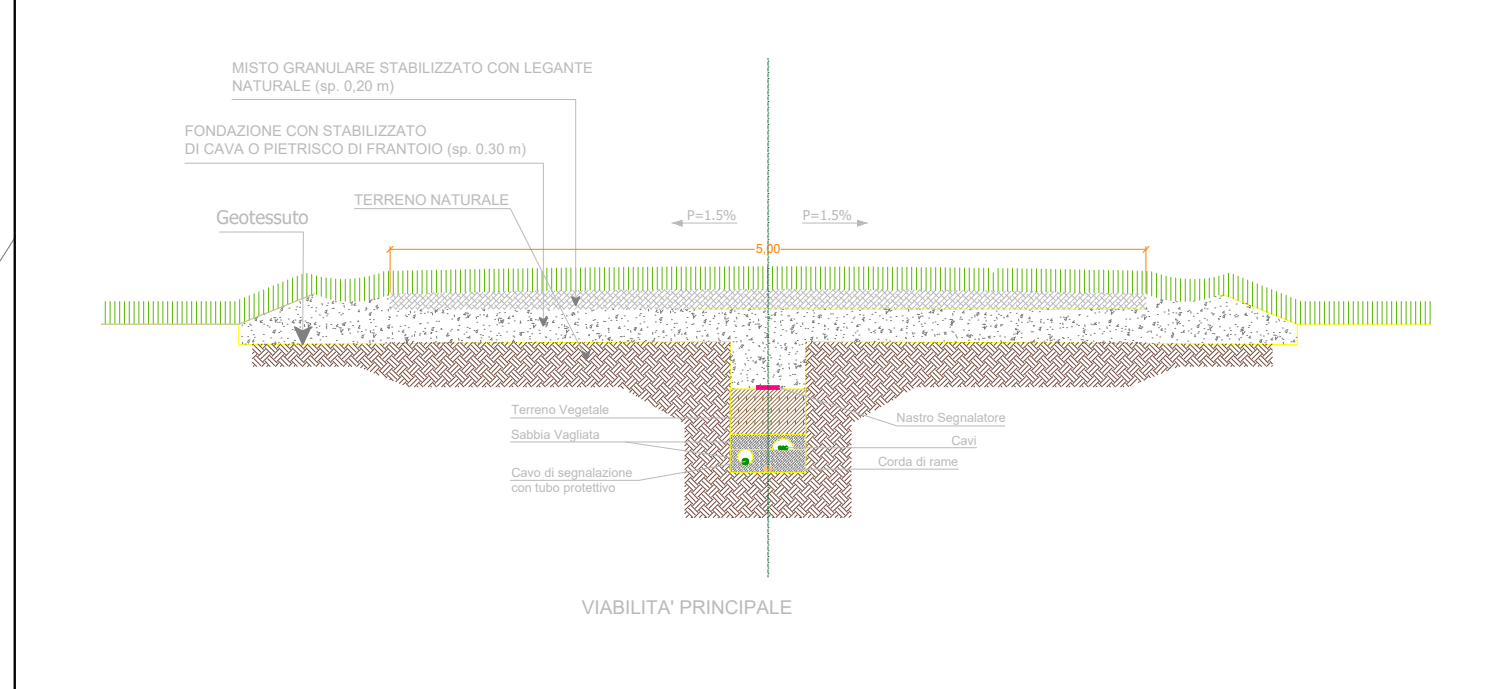 MISTO GRANULARE STABILIZZATO CON LEGANTE
NATURALE (sp. 0,20 m)
FONDAZIONE CON STABILIZZATO
DI CAVA O PIETRISCO DI FRANTOIO (sp. 0.30 m)
TERRENO NATURALE
Geotessuto
P=1.5%
P=1.5%
5,00
Terreno Vegetale
Sabbia Vagliata
Cavo di segnalazione
con tubo protettivo
Nastro Segnalatore
Cavi
Corda di rame
VIABILITA' PRINCIPALE